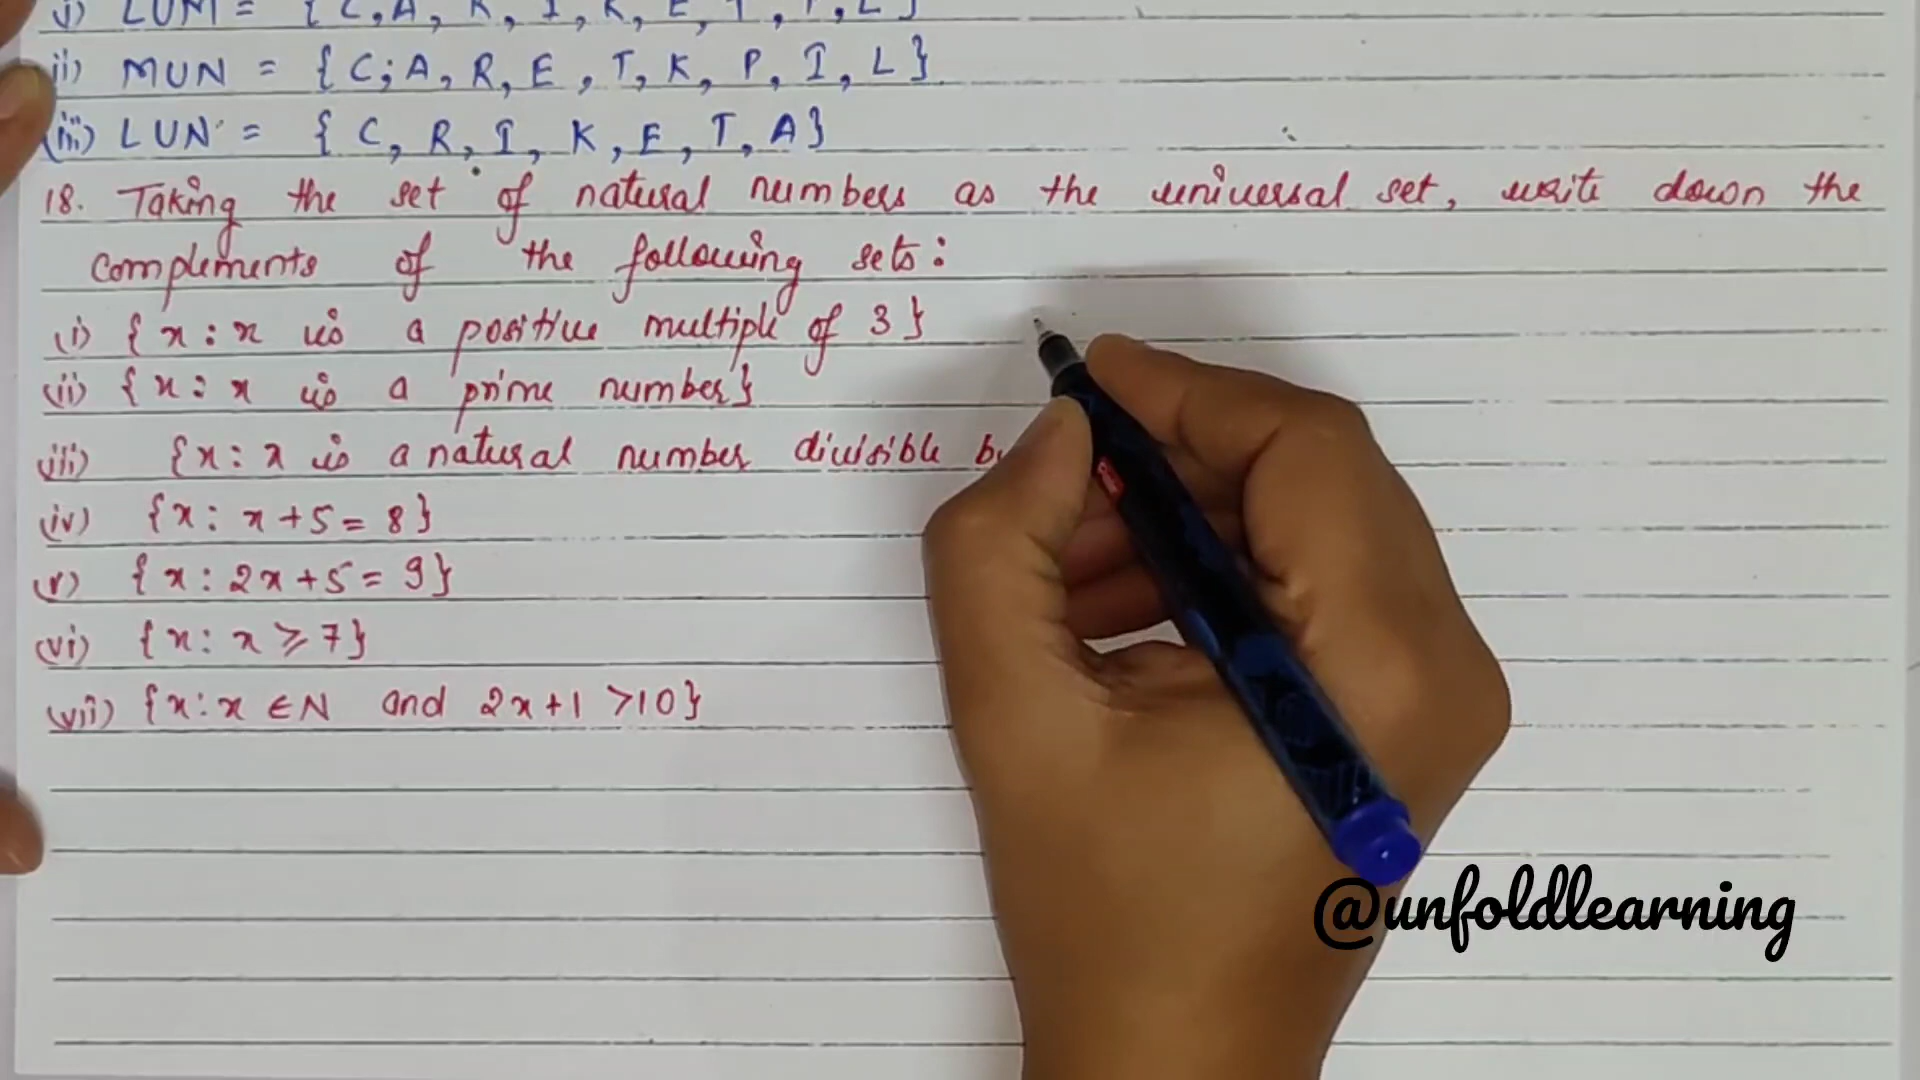 i) LUM = { C, A, R, I, K, E, T, P, L }
ii) MUN = { C, A, R, E, T, K, P, I, L }
(iii) LUN = { C, R, I, K, E, T, A }
18. Taking the set of natural numbers as the universal set, write down the
complements of the following sets:
(i) { x : x is a positive multiple of 3 }
(ii) { x : x is a prime number }
(iii) { x : x is a natural number divisible
(iv) { x : x + 5 = 8 }
(v) { x : 2x + 5 = 9 }
(vi) { x : x ⩾ 7 }
(vii) { x : x ∈ N and 2x + 1 > 10 }
@unfoldlearning